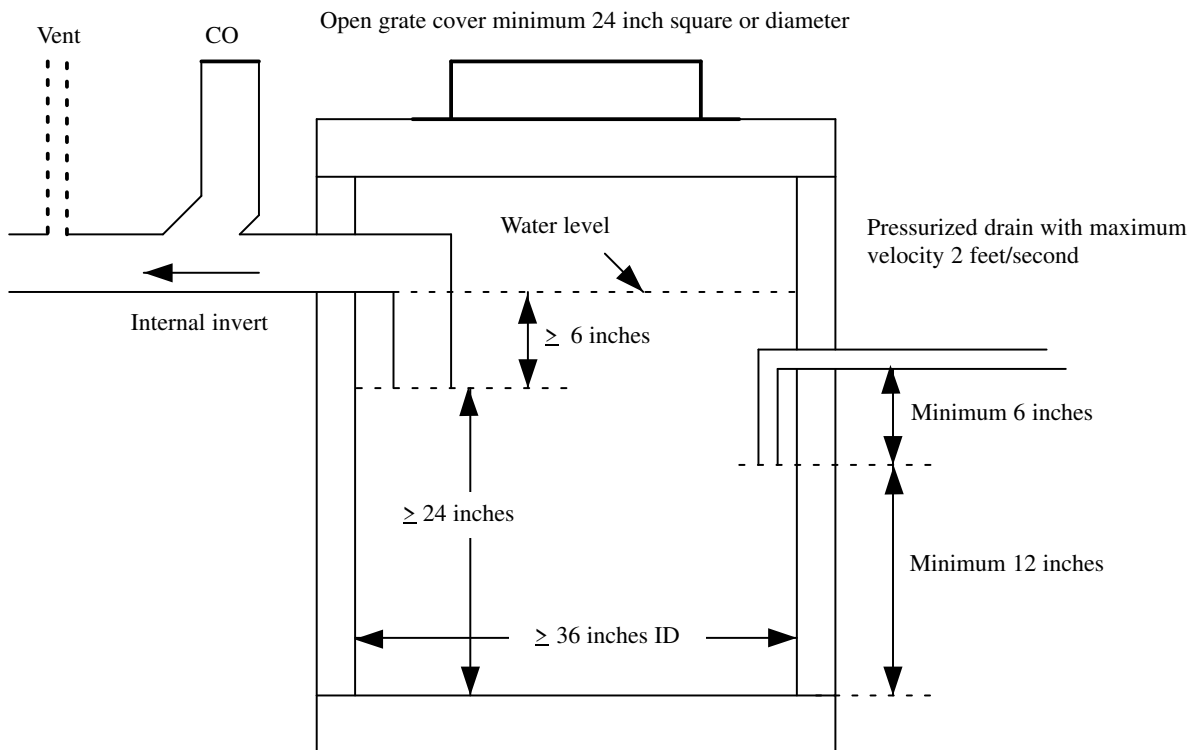 Open grate cover minimum 24 inch square or diameter
Vent
CO
Water level
Pressurized drain with maximum
velocity 2 feet/second
Internal invert
≥ 6 inches
Minimum 6 inches
≥ 24 inches
Minimum 12 inches
≥ 36 inches ID